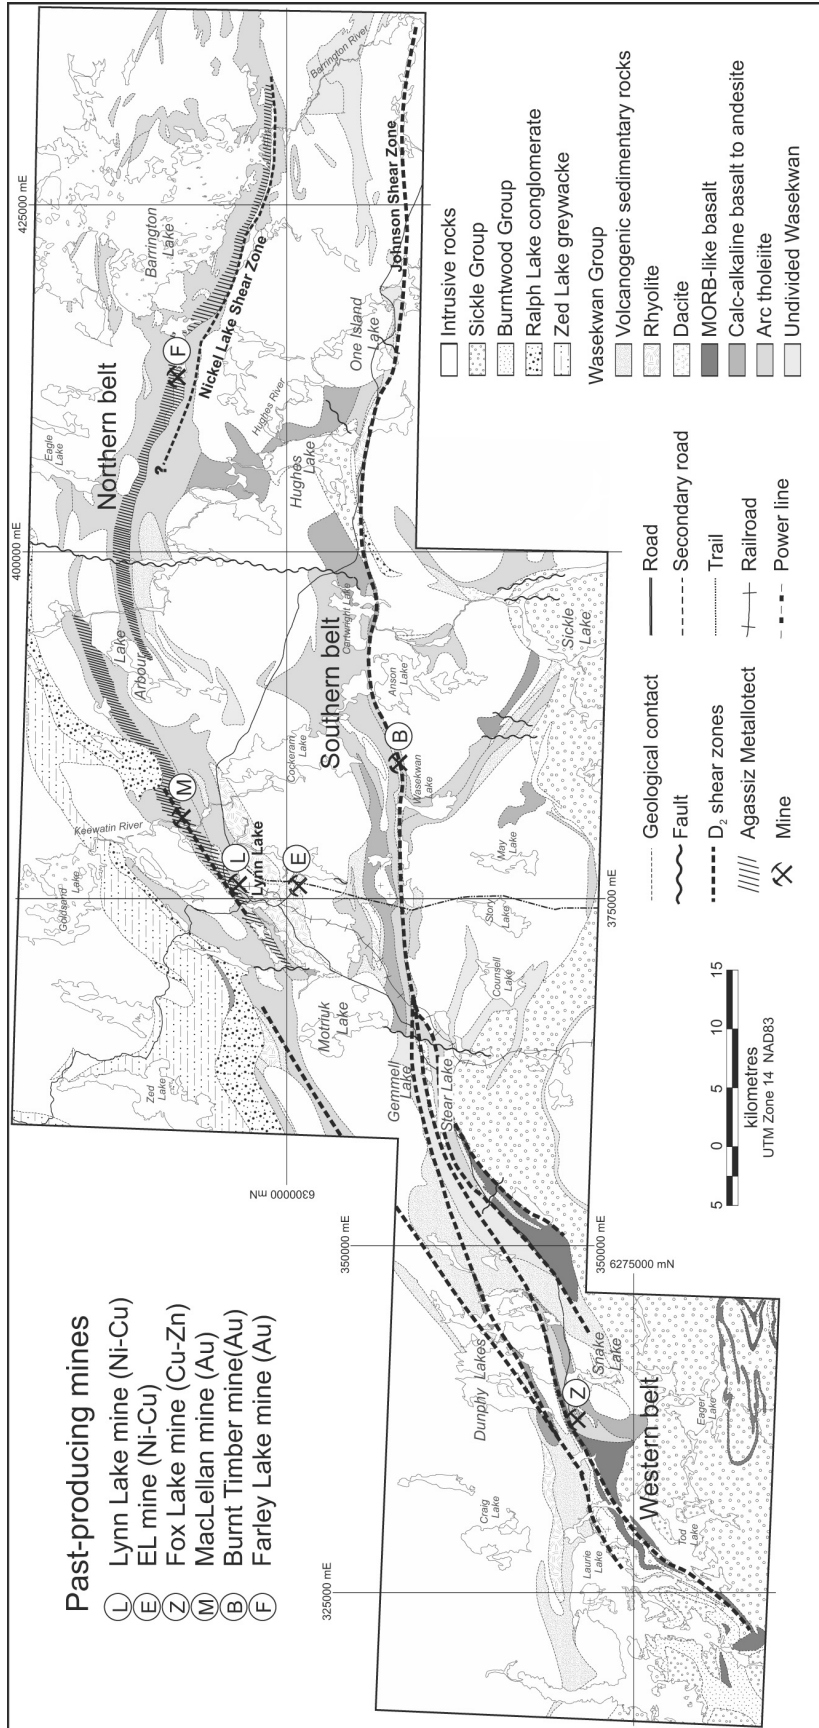 Past-producing mines
L Lynn Lake mine (Ni-Cu)
E EL mine (Ni-Cu)
Z Fox Lake mine (Cu-Zn)
M MacLellan mine (Au)
B Burnt Timber mine(Au)
F Farley Lake mine (Au)
325000 mE
350000 mE
6300000 mN
400000 mE
425000 mE
350000 mE
6275000 mN
375000 mE
Northern belt
Southern belt
Western belt
Zed
Lake
Goldsand
Lake
Keewatin River
Arbour
Lake
Eagle
Lake
Barrington
Lake
Barrington River
M
L
Lynn Lake
E
F
?
Nickel Lake Shear Zone
Hughes River
Hughes
Lake
One Island
Lake
Johnson Shear Zone
Motriuk
Lake
Cockeram
Lake
Cartwright Lake
Anson
Lake
B
Wasekwan
Lake
Sickle
Lake
May
Lake
Story
Lake
Counsell
Lake
Gemmell
Lake
Stear Lake
Dunphy Lakes
Snake
Lake
Z
Craig
Lake
Laurie
Lake
Tod
Lake
Eager
Lake
5 0 5 10 15
kilometres
UTM Zone 14 NAD83
Geological contact
Fault
D2 shear zones
Agassiz Metallotect
Mine
Road
Secondary road
Trail
Railroad
Power line
Intrusive rocks
Sickle Group
Burntwood Group
Ralph Lake conglomerate
Zed Lake greywacke
Wasekwan Group
Volcanogenic sedimentary rocks
Rhyolite
Dacite
MORB-like basalt
Calc-alkaline basalt to andesite
Arc tholeiite
Undivided Wasekwan